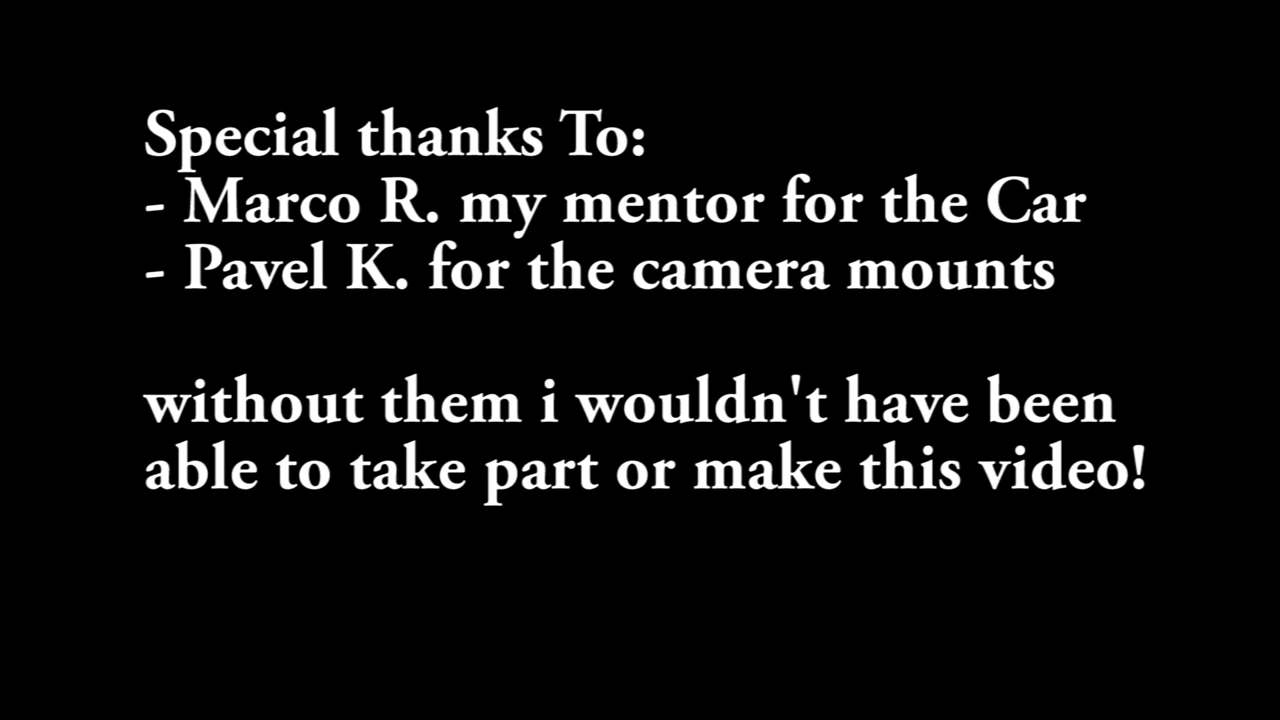 Special thanks To:
- Marco R. my mentor for the Car
- Pavel K. for the camera mounts
without them i wouldn't have been
able to take part or make this video!